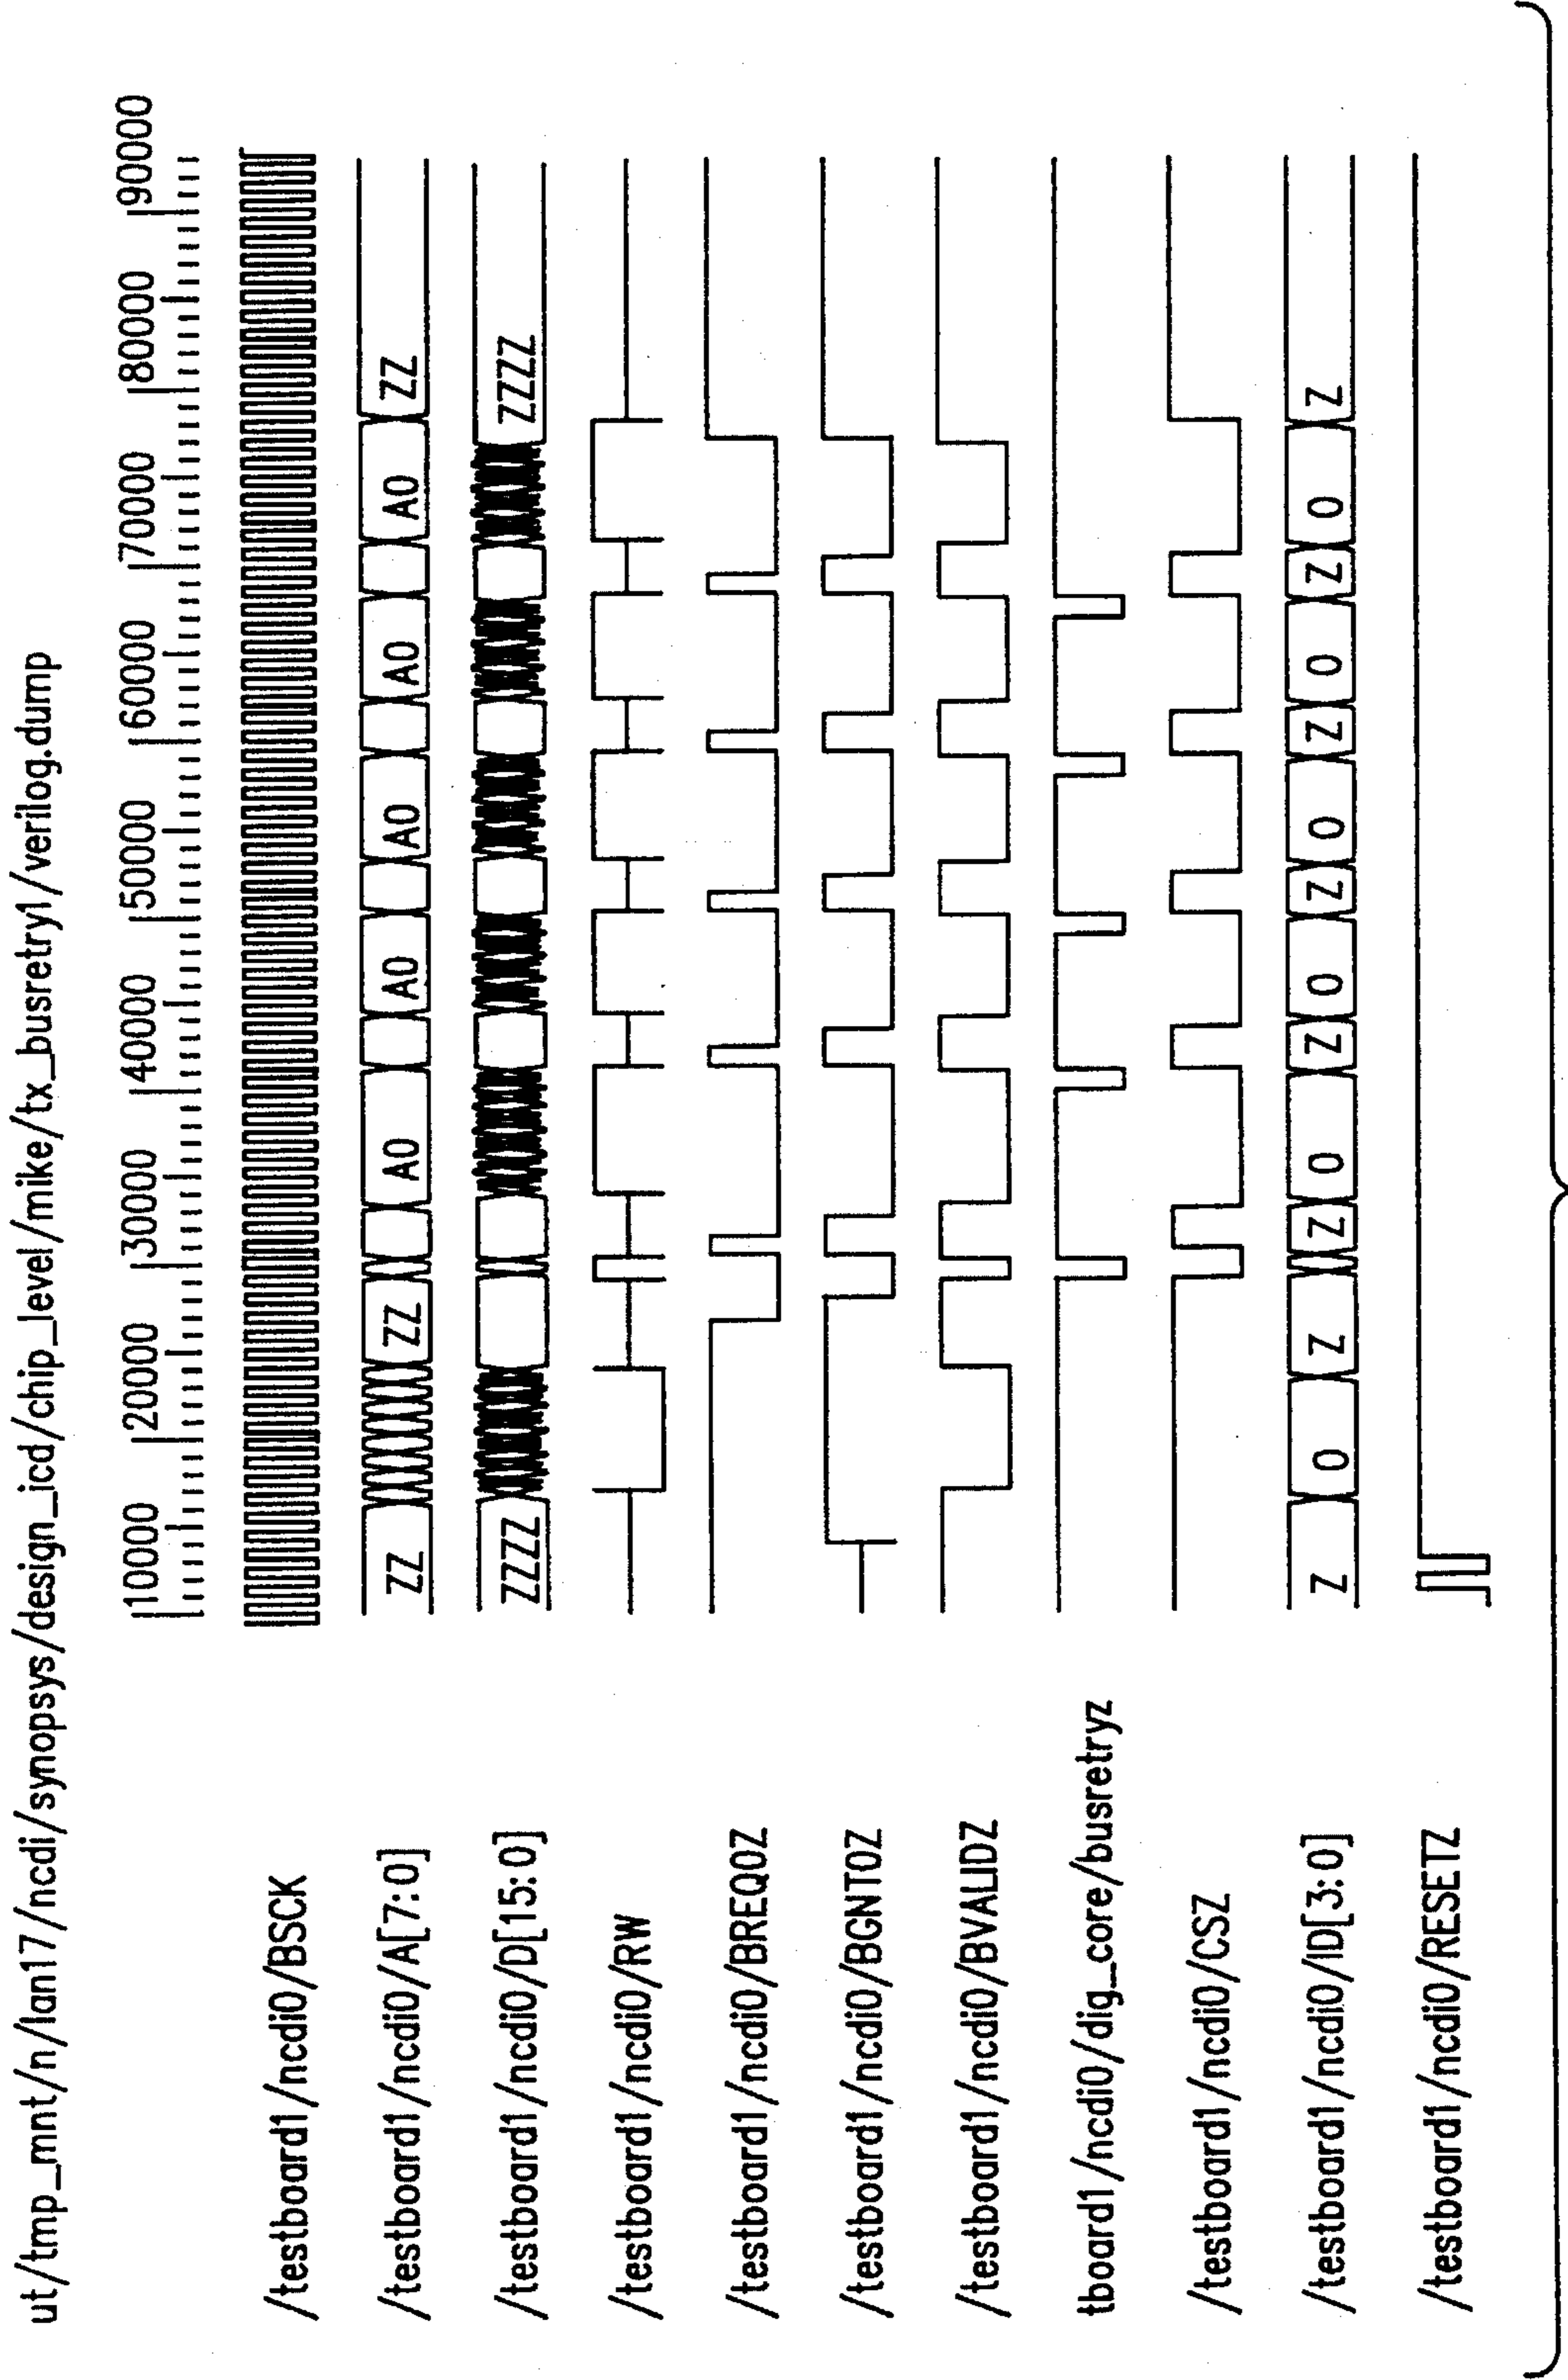 ut/tmp_mnt/n/lan17/ncdi/synopsys/design_icd/chip_level/mike/tx_busretry1/verilog.dump
10000 20000 30000 40000 50000 60000 70000 80000 90000
/testboard1/ncdi0/BSCK
/testboard1/ncdi0/A[7:0] ZZ ZZ A0 A0 A0 A0 A0 ZZ
/testboard1/ncdi0/D[15:0] ZZZZ ZZZZ
/testboard1/ncdi0/RW
/testboard1/ncdi0/BREQ0Z
/testboard1/ncdi0/BGNT0Z
/testboard1/ncdi0/BVALIDZ
tboard1/ncdi0/dig_core/busretryz
/testboard1/ncdi0/CSZ
/testboard1/ncdi0/ID[3:0] Z 0 Z Z 0 Z 0 Z 0 Z 0 Z 0 Z
/testboard1/ncdi0/RESETZ